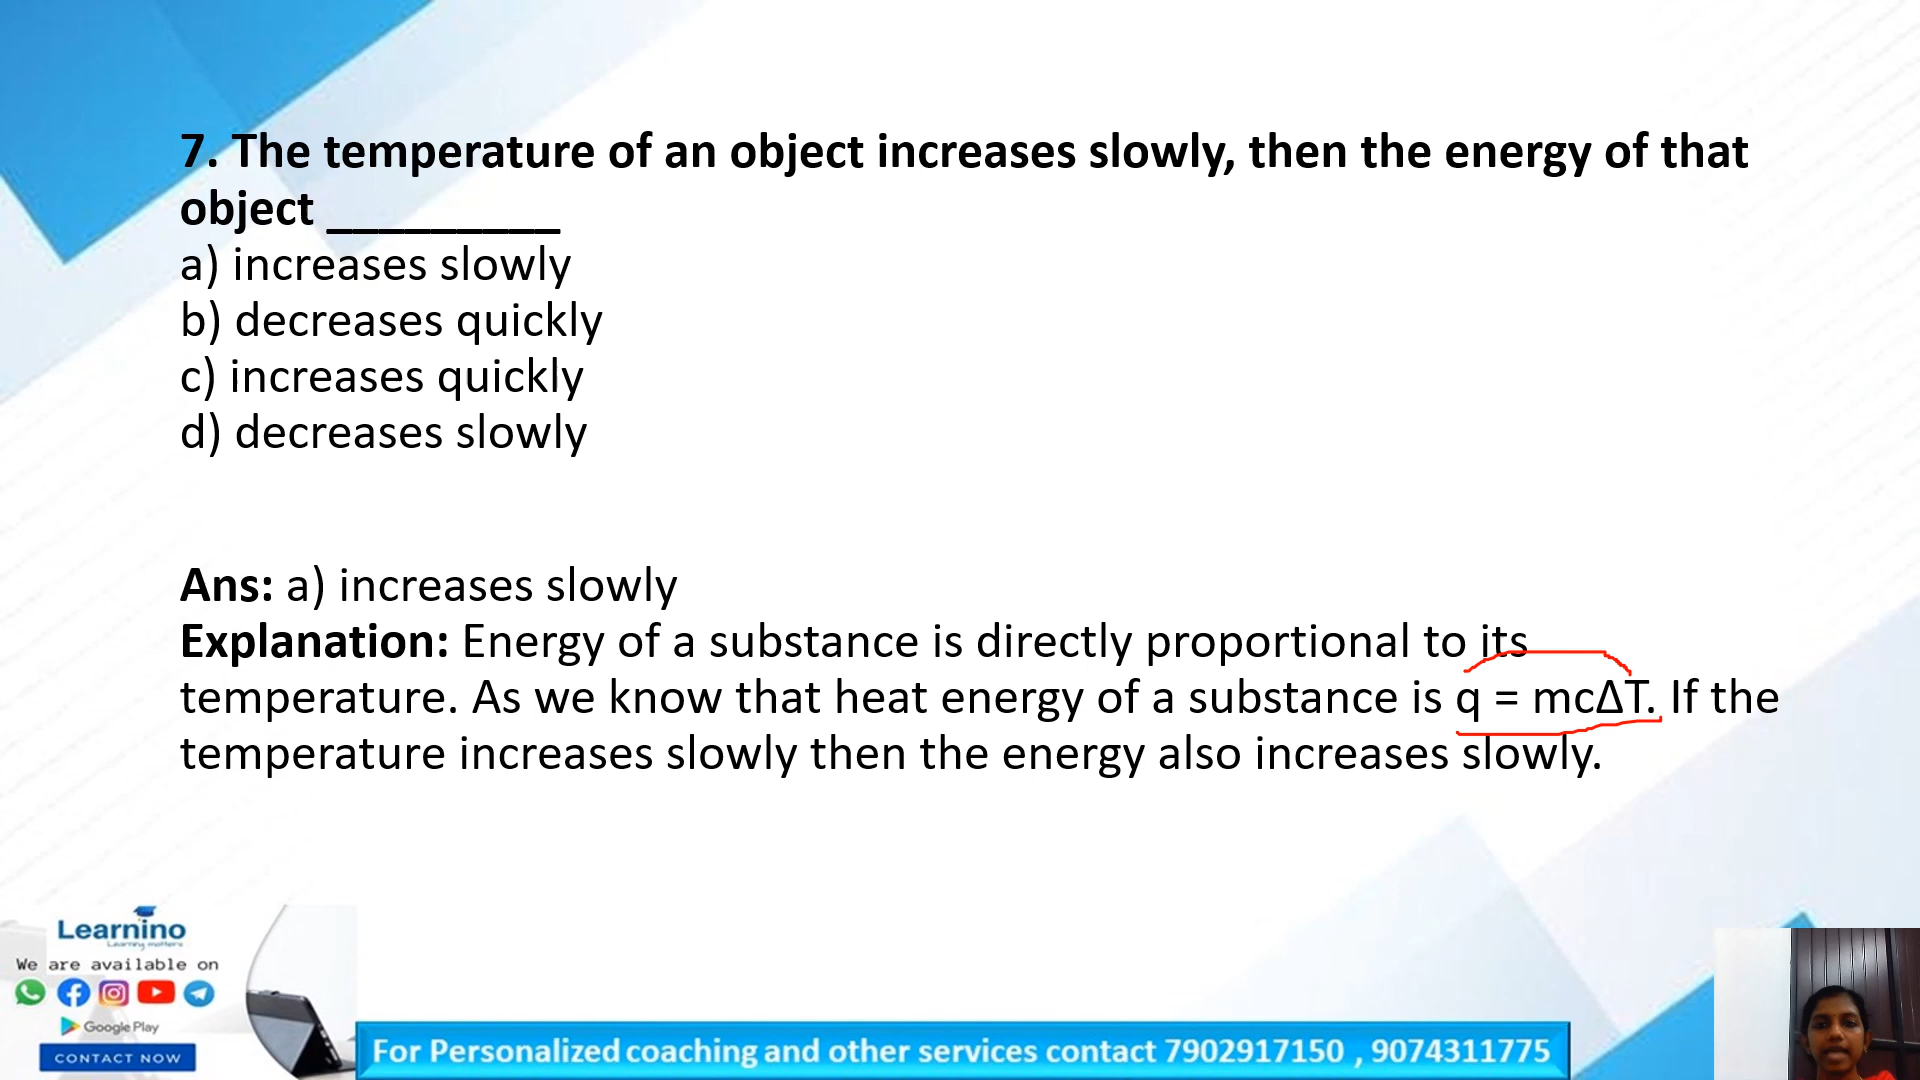 7. The temperature of an object increases slowly, then the energy of that
object _________
a) increases slowly
b) decreases quickly
c) increases quickly
d) decreases slowly
Ans: a) increases slowly
Explanation: Energy of a substance is directly proportional to its
temperature. As we know that heat energy of a substance is q = mcΔT. If the
temperature increases slowly then the energy also increases slowly.
Learnino
Learning matters
We are available on
Google Play
CONTACT NOW
For Personalized coaching and other services contact 7902917150 , 9074311775